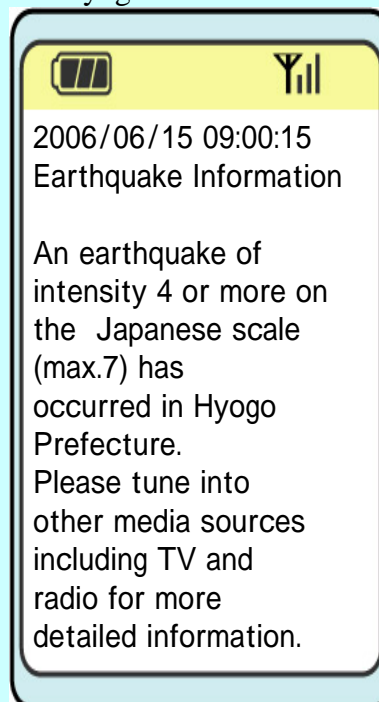 2006/06/15 09:00:15
Earthquake Information
An earthquake of
intensity 4 or more on
the Japanese scale
(max.7) has
occurred in Hyogo
Prefecture.
Please tune into
other media sources
including TV and
radio for more
detailed information.